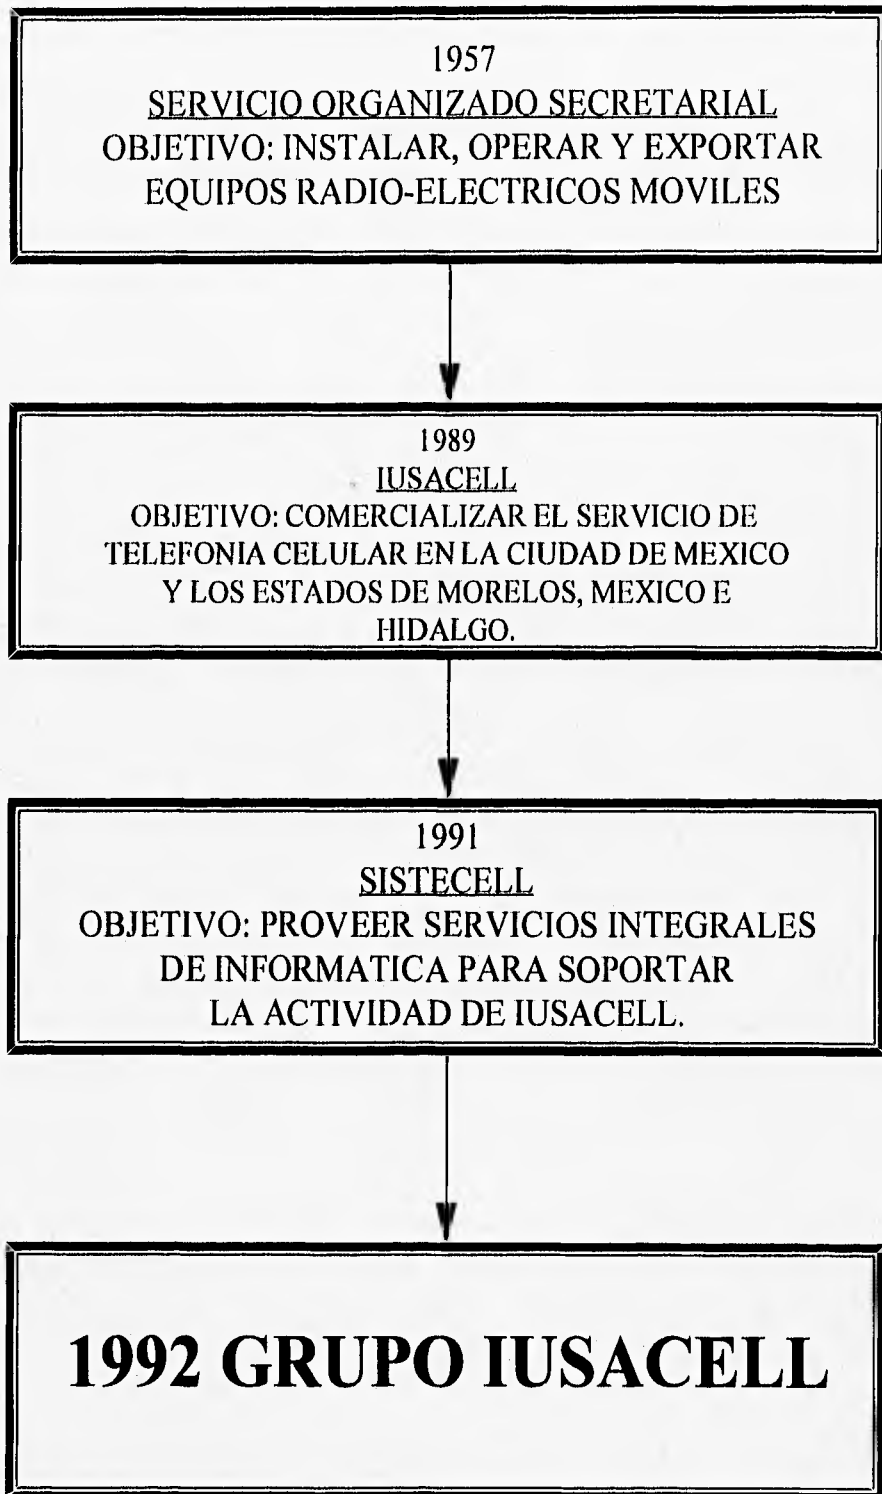 1957
SERVICIO ORGANIZADO SECRETARIAL
OBJETIVO: INSTALAR, OPERAR Y EXPORTAR
EQUIPOS RADIO-ELECTRICOS MOVILES
1989
IUSACELL
OBJETIVO: COMERCIALIZAR EL SERVICIO DE
TELEFONIA CELULAR EN LA CIUDAD DE MEXICO
Y LOS ESTADOS DE MORELOS, MEXICO E
HIDALGO.
1991
SISTECELL
OBJETIVO: PROVEER SERVICIOS INTEGRALES
DE INFORMATICA PARA SOPORTAR
LA ACTIVIDAD DE IUSACELL.
1992 GRUPO IUSACELL